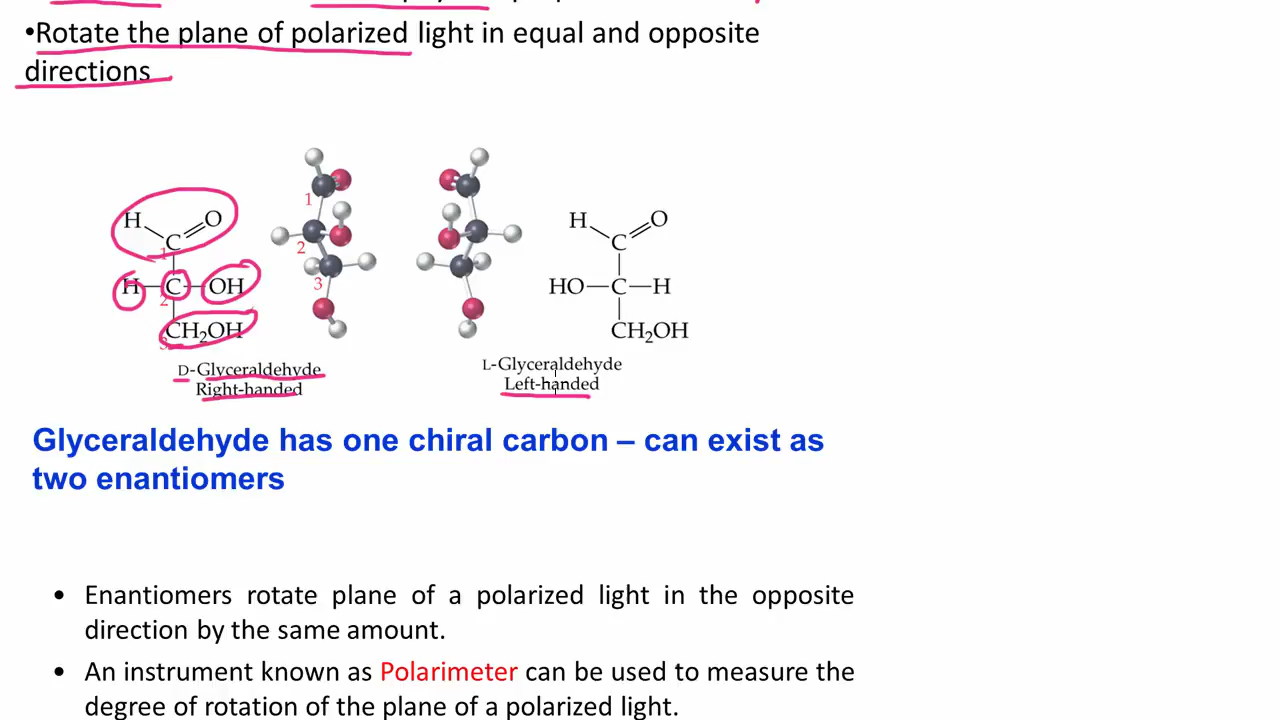 •Rotate the plane of polarized light in equal and opposite
directions
H O
C
1
H C OH
2
CH2OH
3
1
2
3
H O
C
HO C H
CH2OH
D-Glyceraldehyde
Right-handed
L-Glyceraldehyde
Left-handed
Glyceraldehyde has one chiral carbon – can exist as
two enantiomers
• Enantiomers rotate plane of a polarized light in the opposite
direction by the same amount.
• An instrument known as Polarimeter can be used to measure the
degree of rotation of the plane of a polarized light.